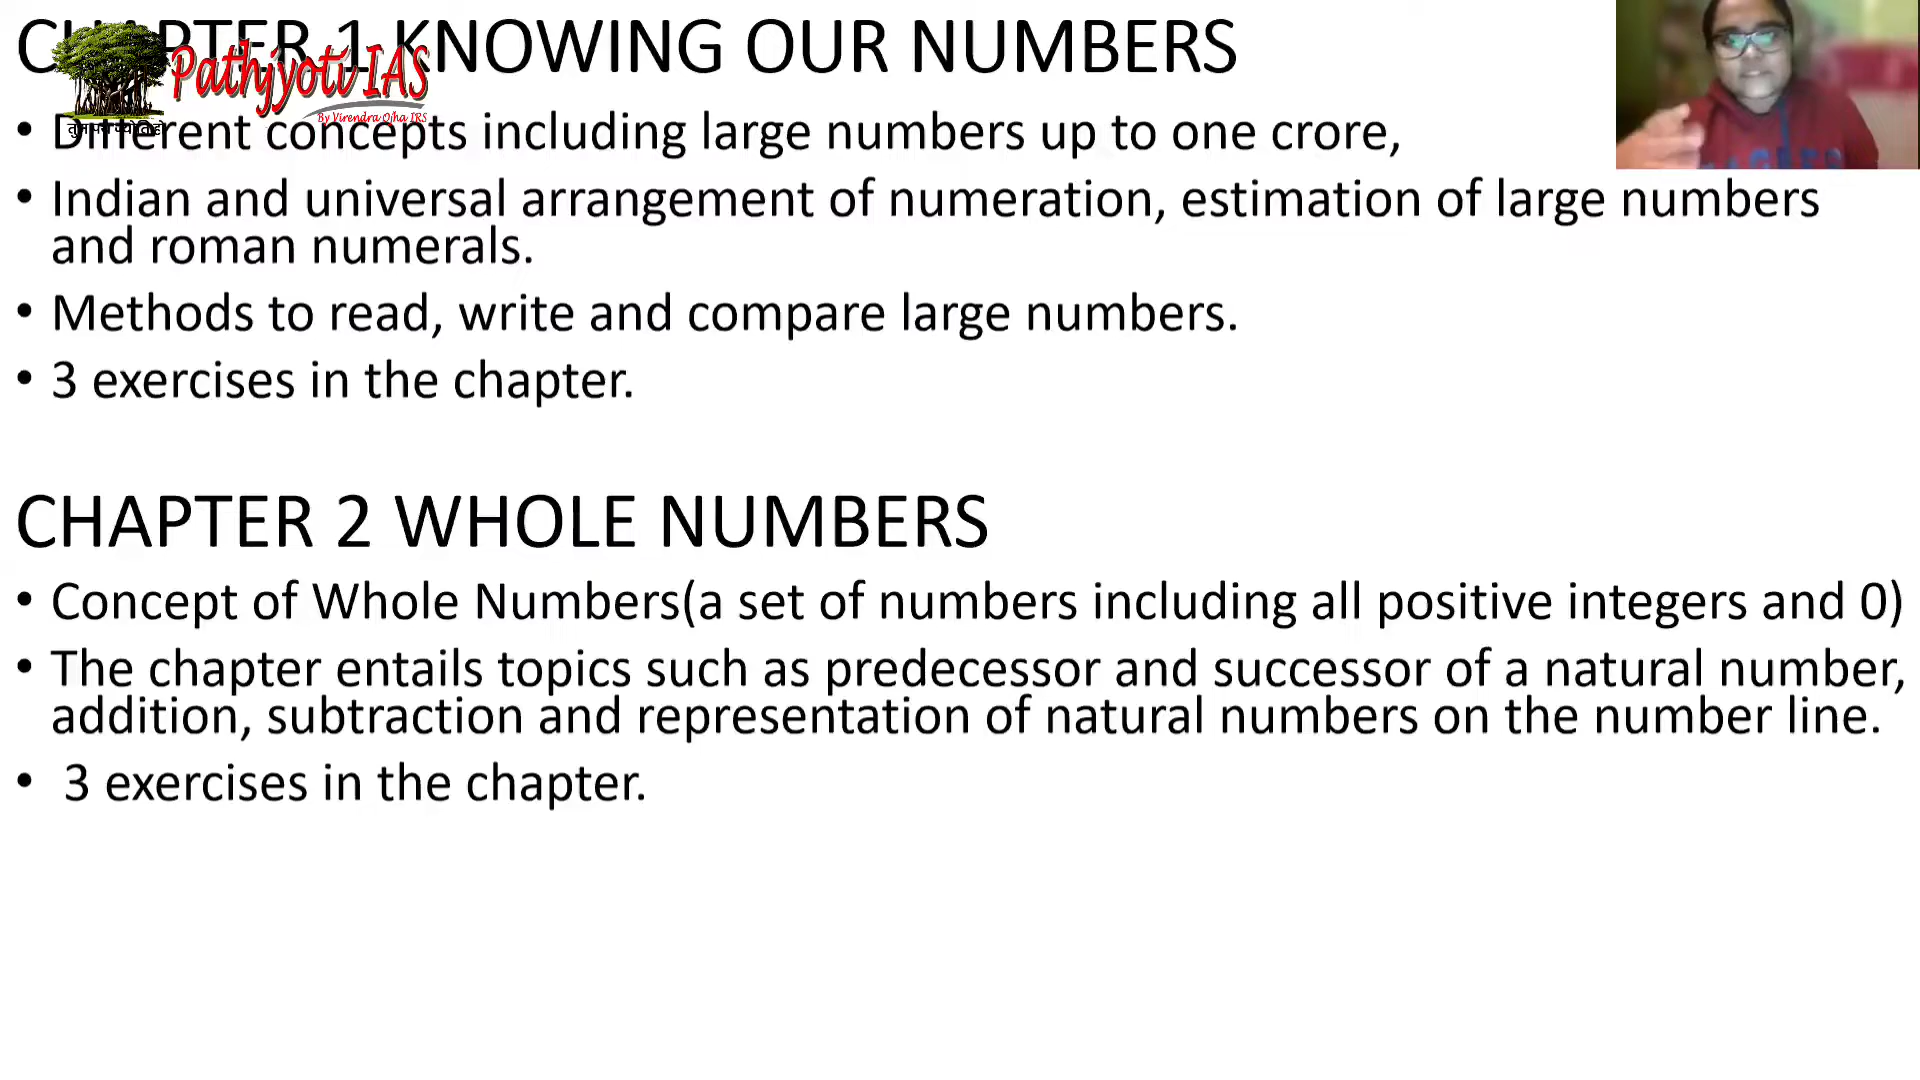 CHAPTER 1 KNOWING OUR NUMBERS
Pathjyoti IAS
By Virendra Ojha IRS
• Different concepts including large numbers up to one crore,
• Indian and universal arrangement of numeration, estimation of large numbers
and roman numerals.
• Methods to read, write and compare large numbers.
• 3 exercises in the chapter.
CHAPTER 2 WHOLE NUMBERS
• Concept of Whole Numbers(a set of numbers including all positive integers and 0)
• The chapter entails topics such as predecessor and successor of a natural number,
addition, subtraction and representation of natural numbers on the number line.
• 3 exercises in the chapter.